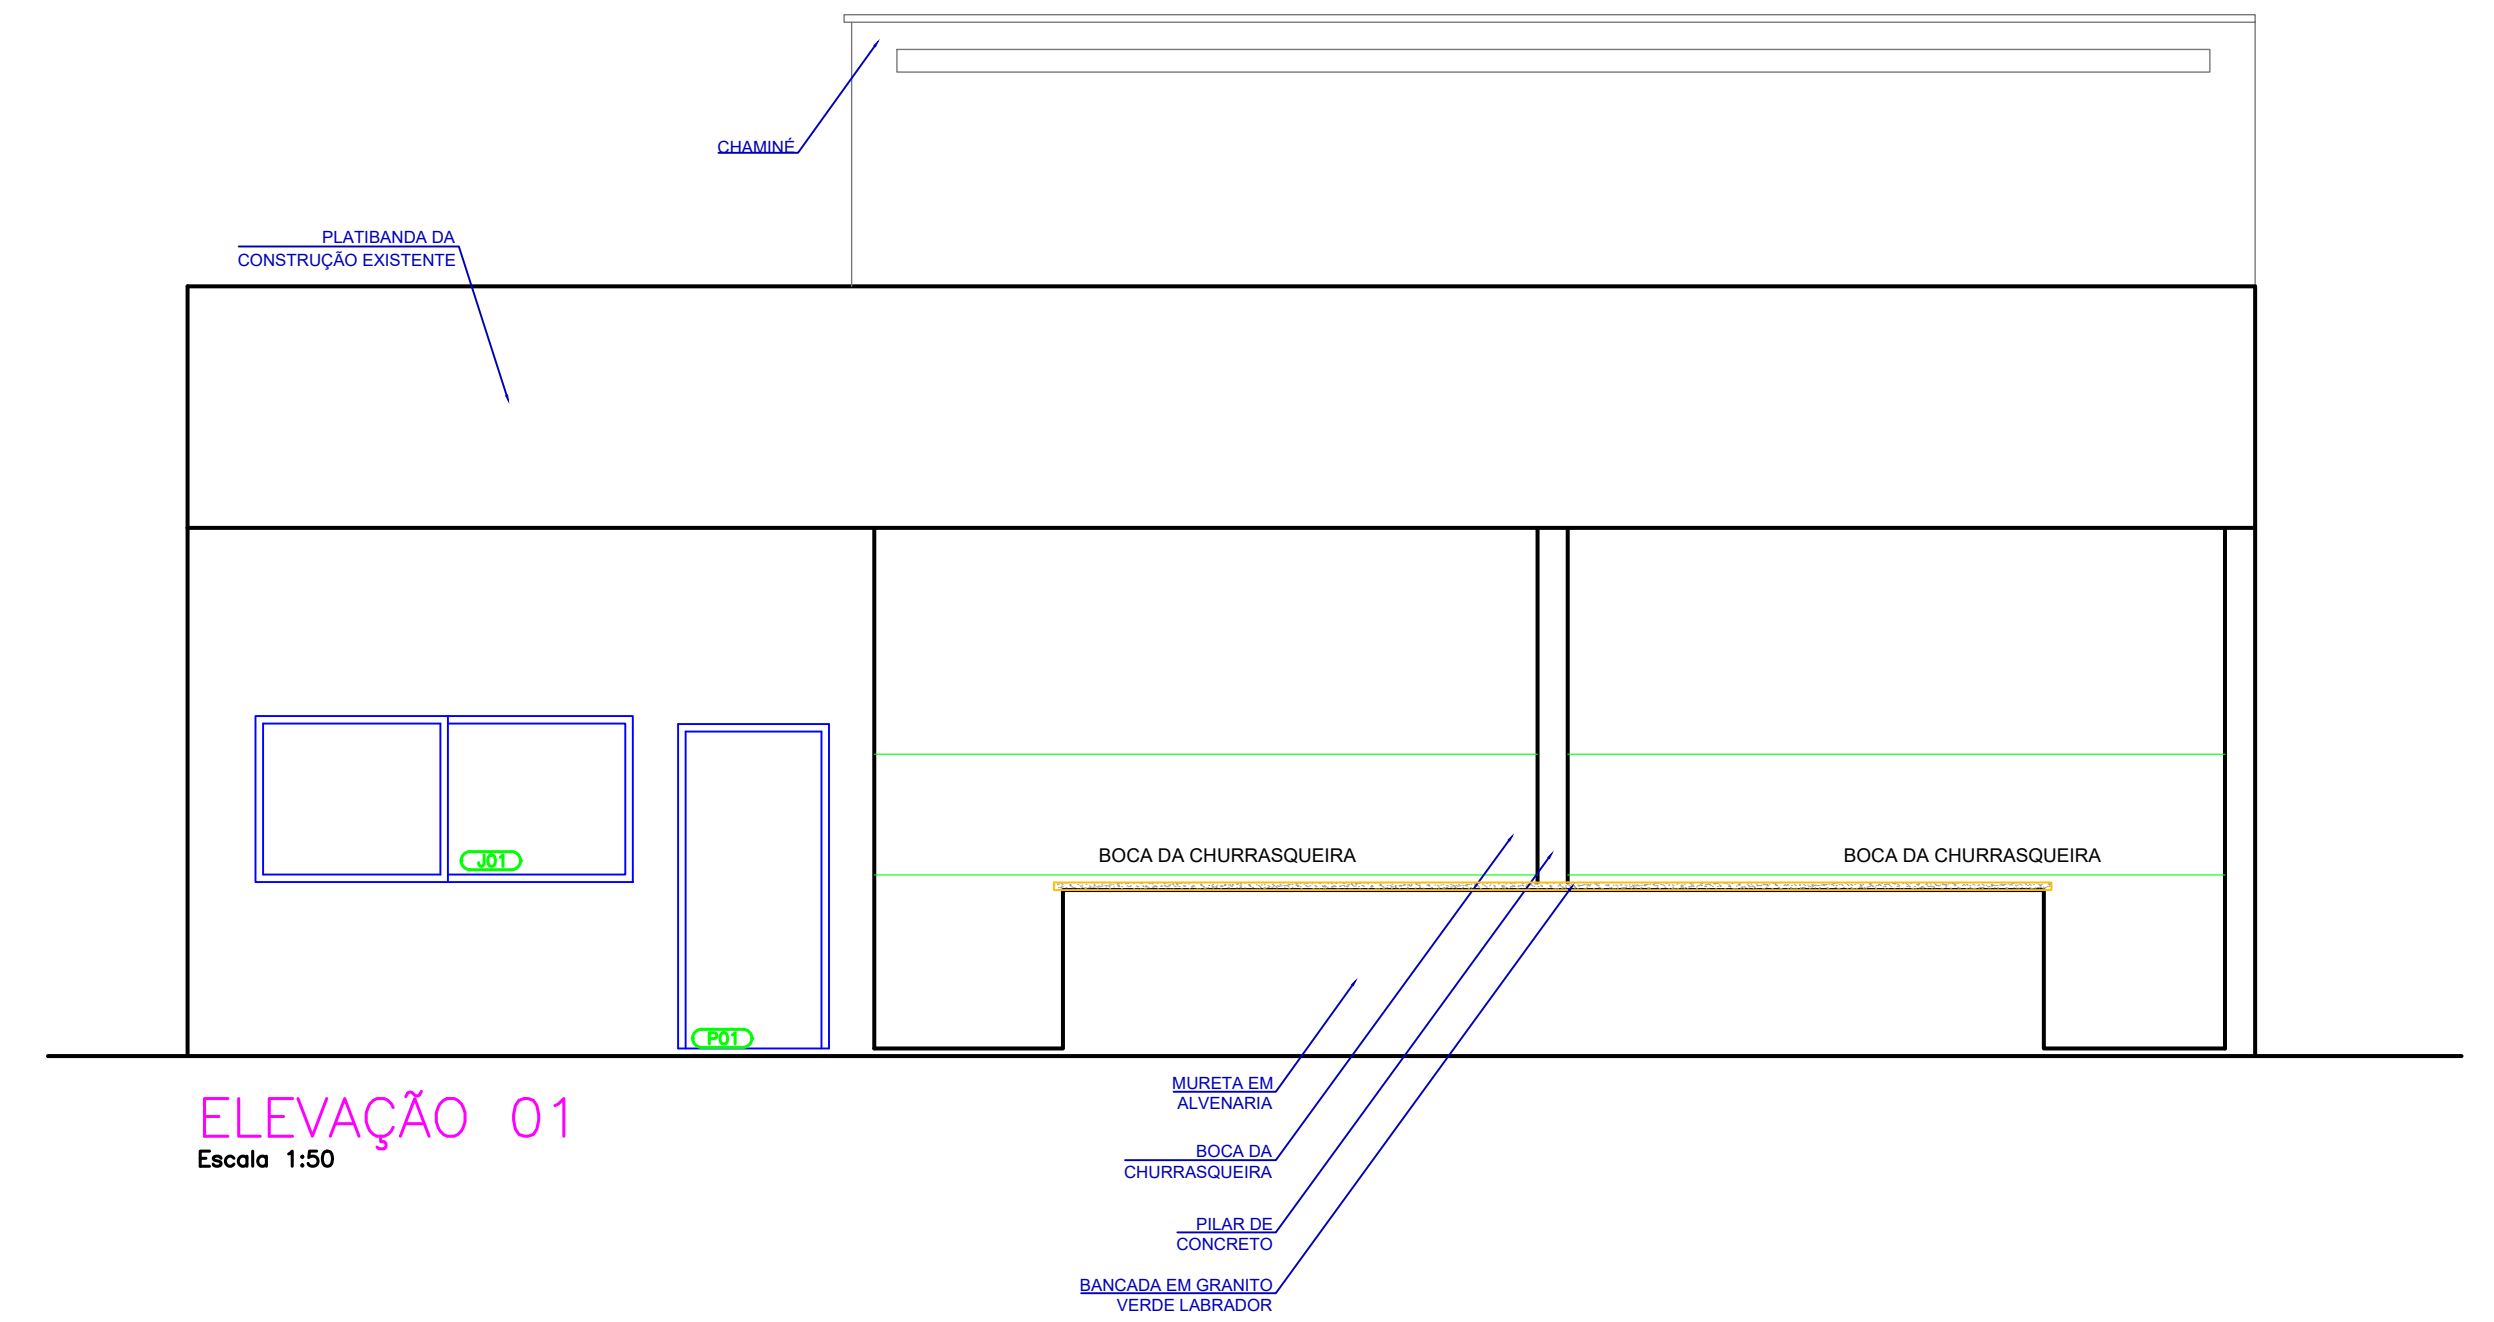 CHAMINÉ
PLATIBANDA DA
CONSTRUÇÃO EXISTENTE
BOCA DA CHURRASQUEIRA
BOCA DA CHURRASQUEIRA
J01
P01
ELEVAÇÃO 01
Escala 1:50
MURETA EM
ALVENARIA
BOCA DA
CHURRASQUEIRA
PILAR DE
CONCRETO
BANCADA EM GRANITO
VERDE LABRADOR